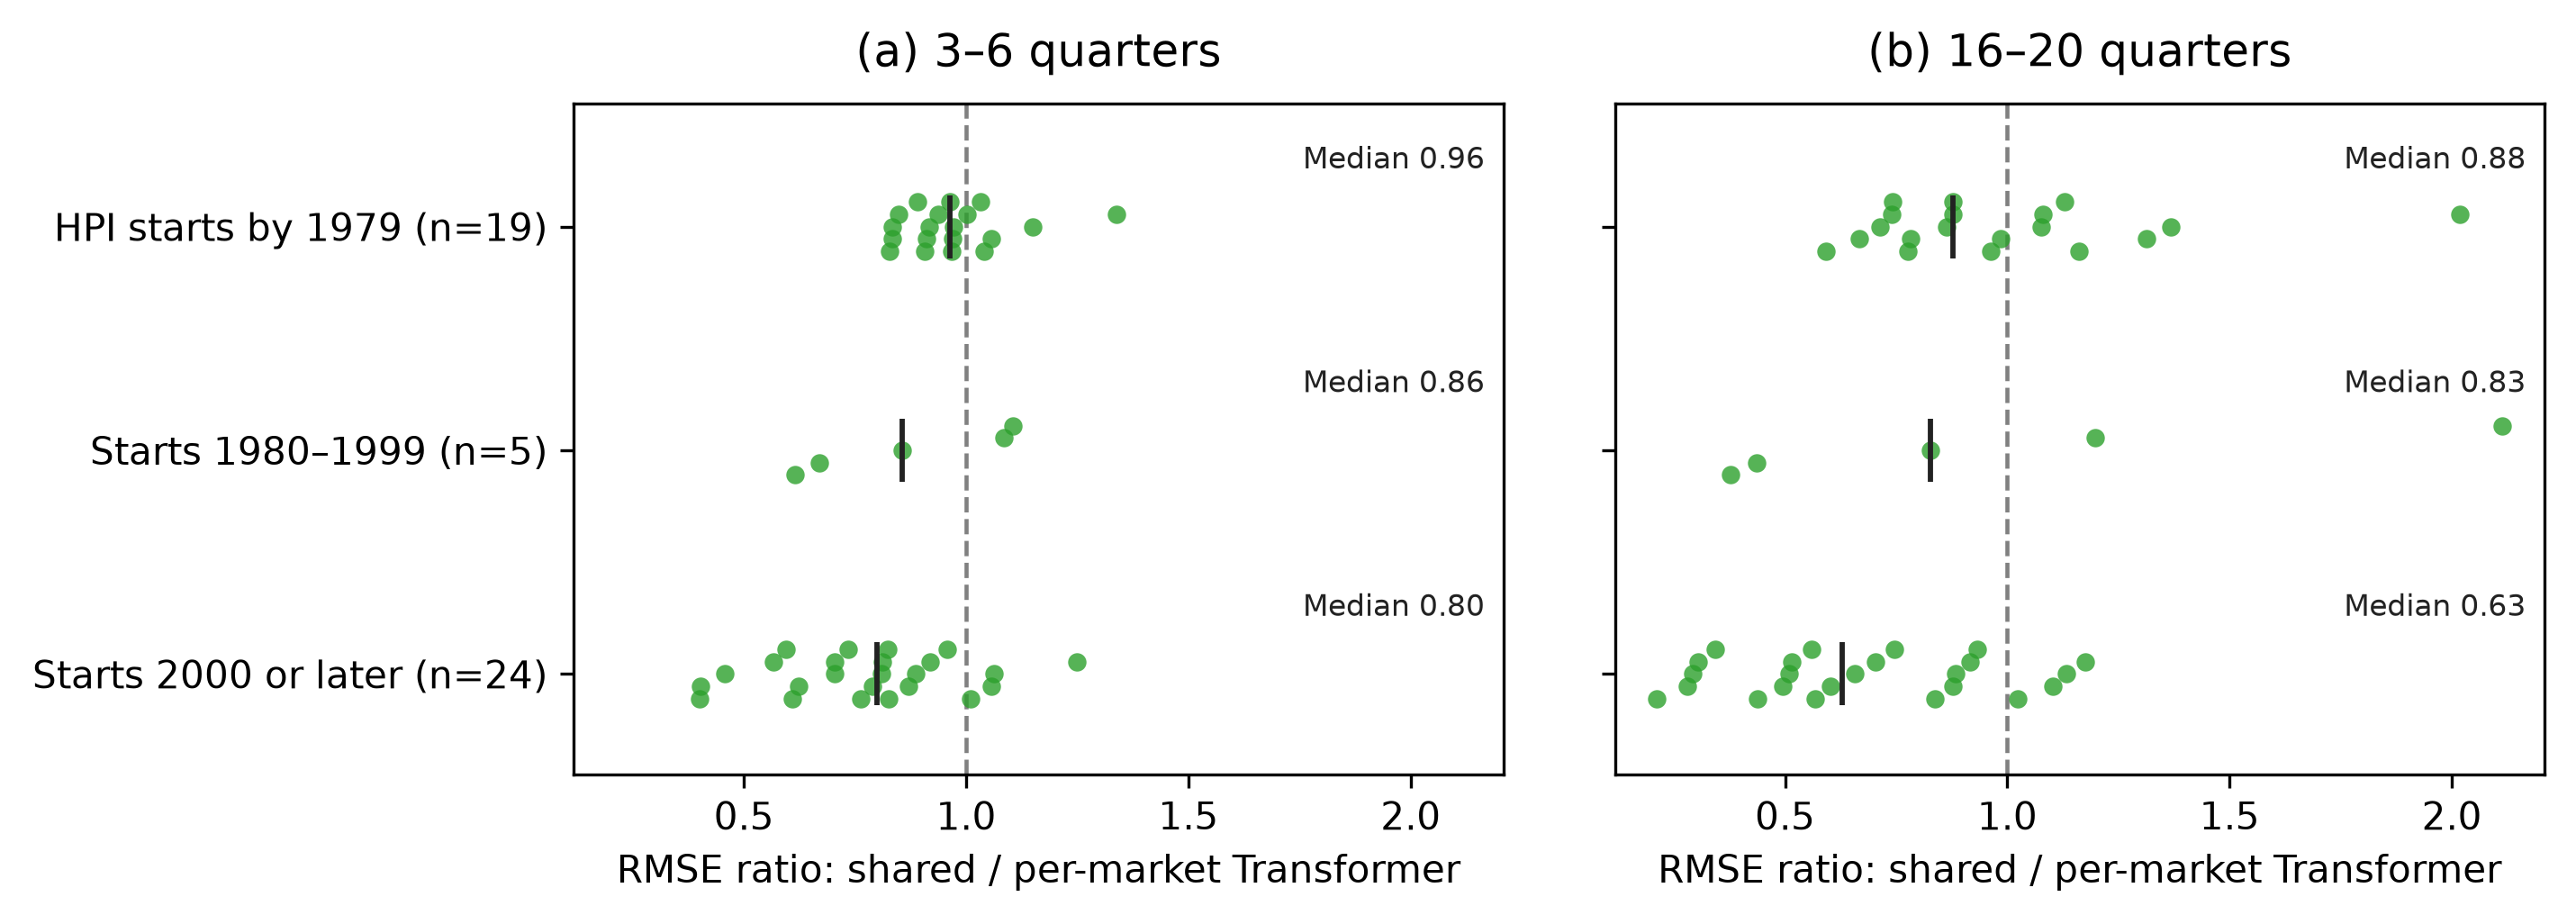 (a) 3–6 quarters
(b) 16–20 quarters
HPI starts by 1979 (n=19)
Median 0.96
Median 0.88
Starts 1980–1999 (n=5)
Median 0.86
Median 0.83
Starts 2000 or later (n=24)
Median 0.80
Median 0.63
0.5 1.0 1.5 2.0
0.5 1.0 1.5 2.0
RMSE ratio: shared / per-market Transformer
RMSE ratio: shared / per-market Transformer